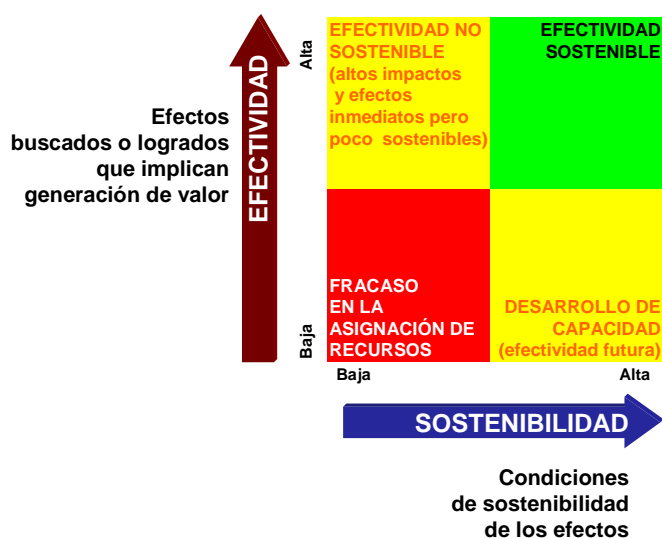 EFECTIVIDAD
Efectos
buscados o logrados
que implican
generación de valor
Alta
Baja
EFECTIVIDAD NO
SOSTENIBLE
(altos impactos
y efectos
inmediatos pero
poco sostenibles)
EFECTIVIDAD
SOSTENIBLE
FRACASO
EN LA
ASIGNACIÓN DE
RECURSOS
DESARROLLO DE
CAPACIDAD
(efectividad futura)
Baja
Alta
SOSTENIBILIDAD
Condiciones
de sostenibilidad
de los efectos